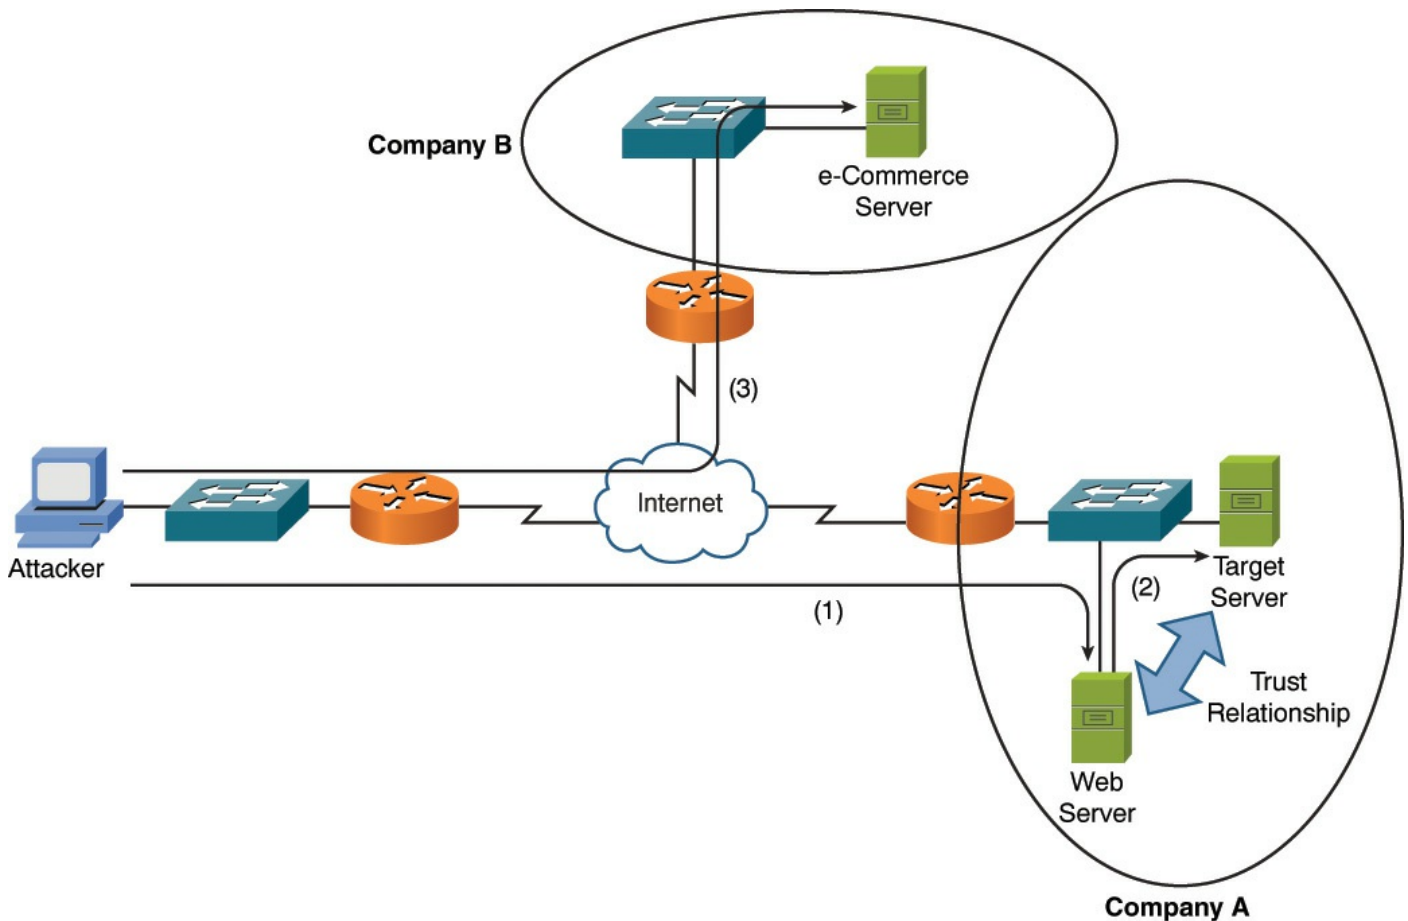 Company B
e-Commerce
Server
(3)
Internet
Attacker
(1)
(2)
Target
Server
Trust
Relationship
Web
Server
Company A